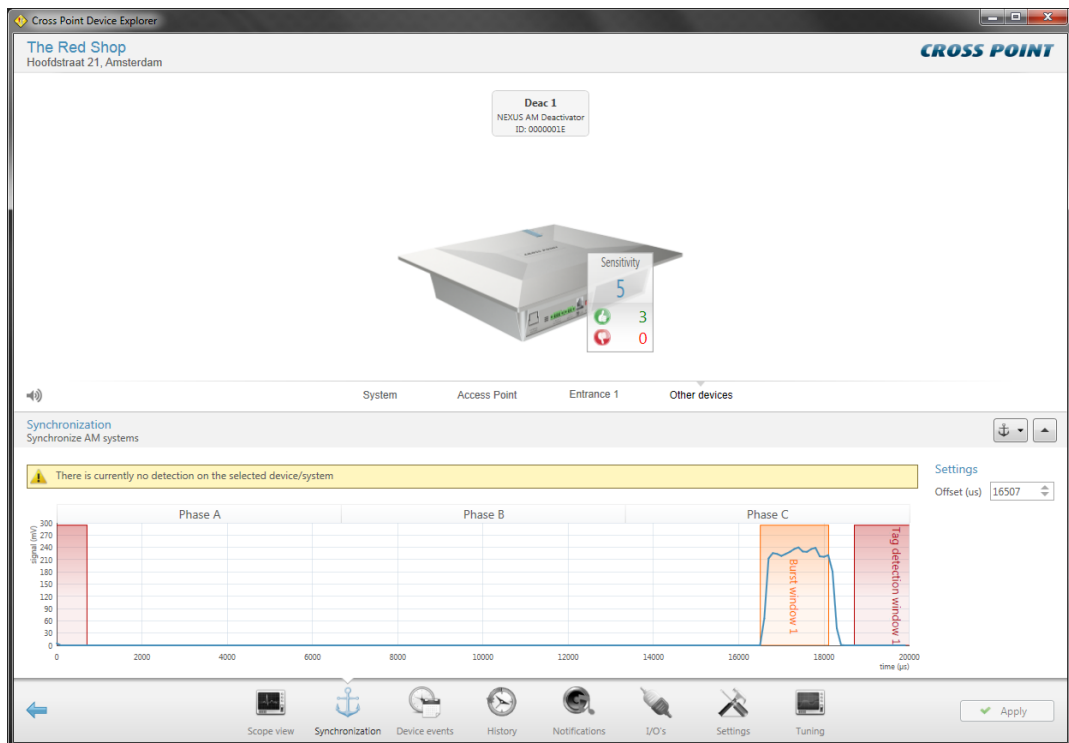 Cross Point Device Explorer
The Red Shop
Hoofdstraat 21, Amsterdam
CROSS POINT
Deac 1
NEXUS AM Deactivator
ID: 0000001E
CROSS POINT
Sensitivity
5
3
0
System
Access Point
Entrance 1
Other devices
Synchronization
Synchronize AM systems
There is currently no detection on the selected device/system
Settings
Offset (us)
16507
Phase A
Phase B
Phase C
signal (mV)
300
270
240
210
180
150
120
90
60
30
0
Burst window 1
Tag detection window 1
0
2000
4000
6000
8000
10000
12000
14000
16000
18000
20000
time (µs)
Scope view
Synchronization
Device events
History
Notifications
I/O's
Settings
Tuning
Apply